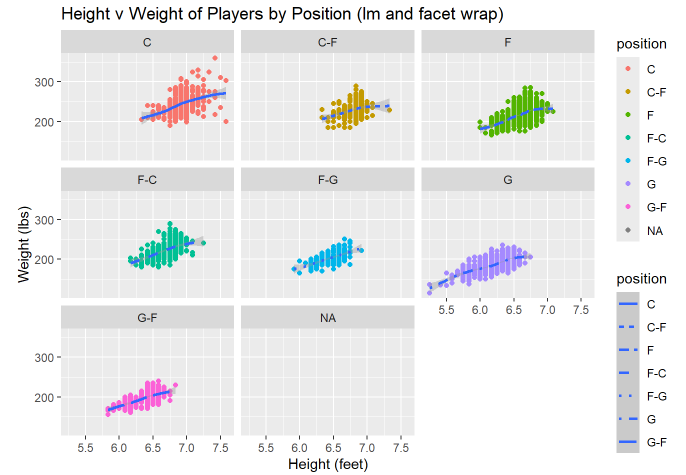 Height v Weight of Players by Position (lm and facet wrap)
C
C-F
F
300
200
F-C
F-G
G
300
200
5.5 6.0 6.5 7.0 7.5
G-F
NA
300
200
5.5 6.0 6.5 7.0 7.5
5.5 6.0 6.5 7.0 7.5
Height (feet)
Weight (lbs)
position
C
C-F
F
F-C
F-G
G
G-F
NA
position
C
C-F
F
F-C
F-G
G
G-F